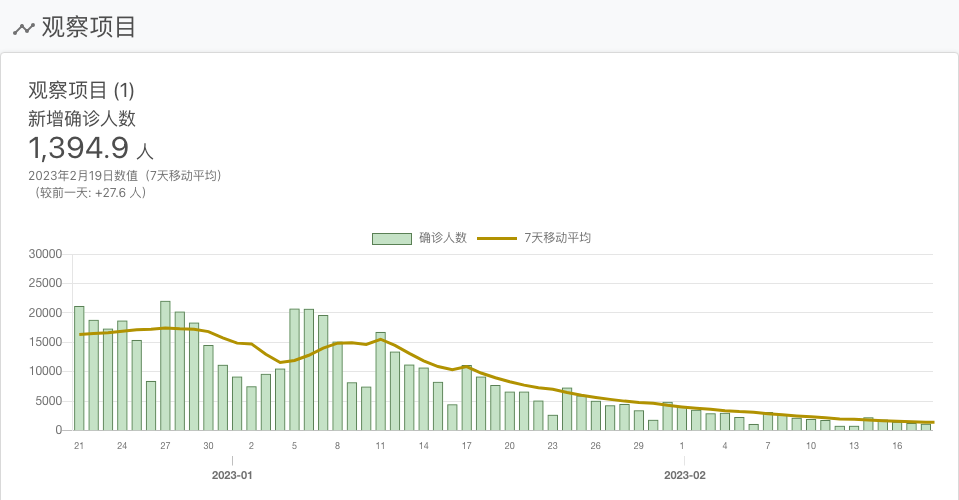 观察项目
观察项目 (1)
新增确诊人数
1,394.9 人
2023年2月19日数值（7天移动平均）
（较前一天: +27.6 人）
确诊人数 7天移动平均
30000
25000
20000
15000
10000
5000
0
21 24 27 30 2 5 8 11 14 17 20 23 26 29 1 4 7 10 13 16
2023-01 2023-02